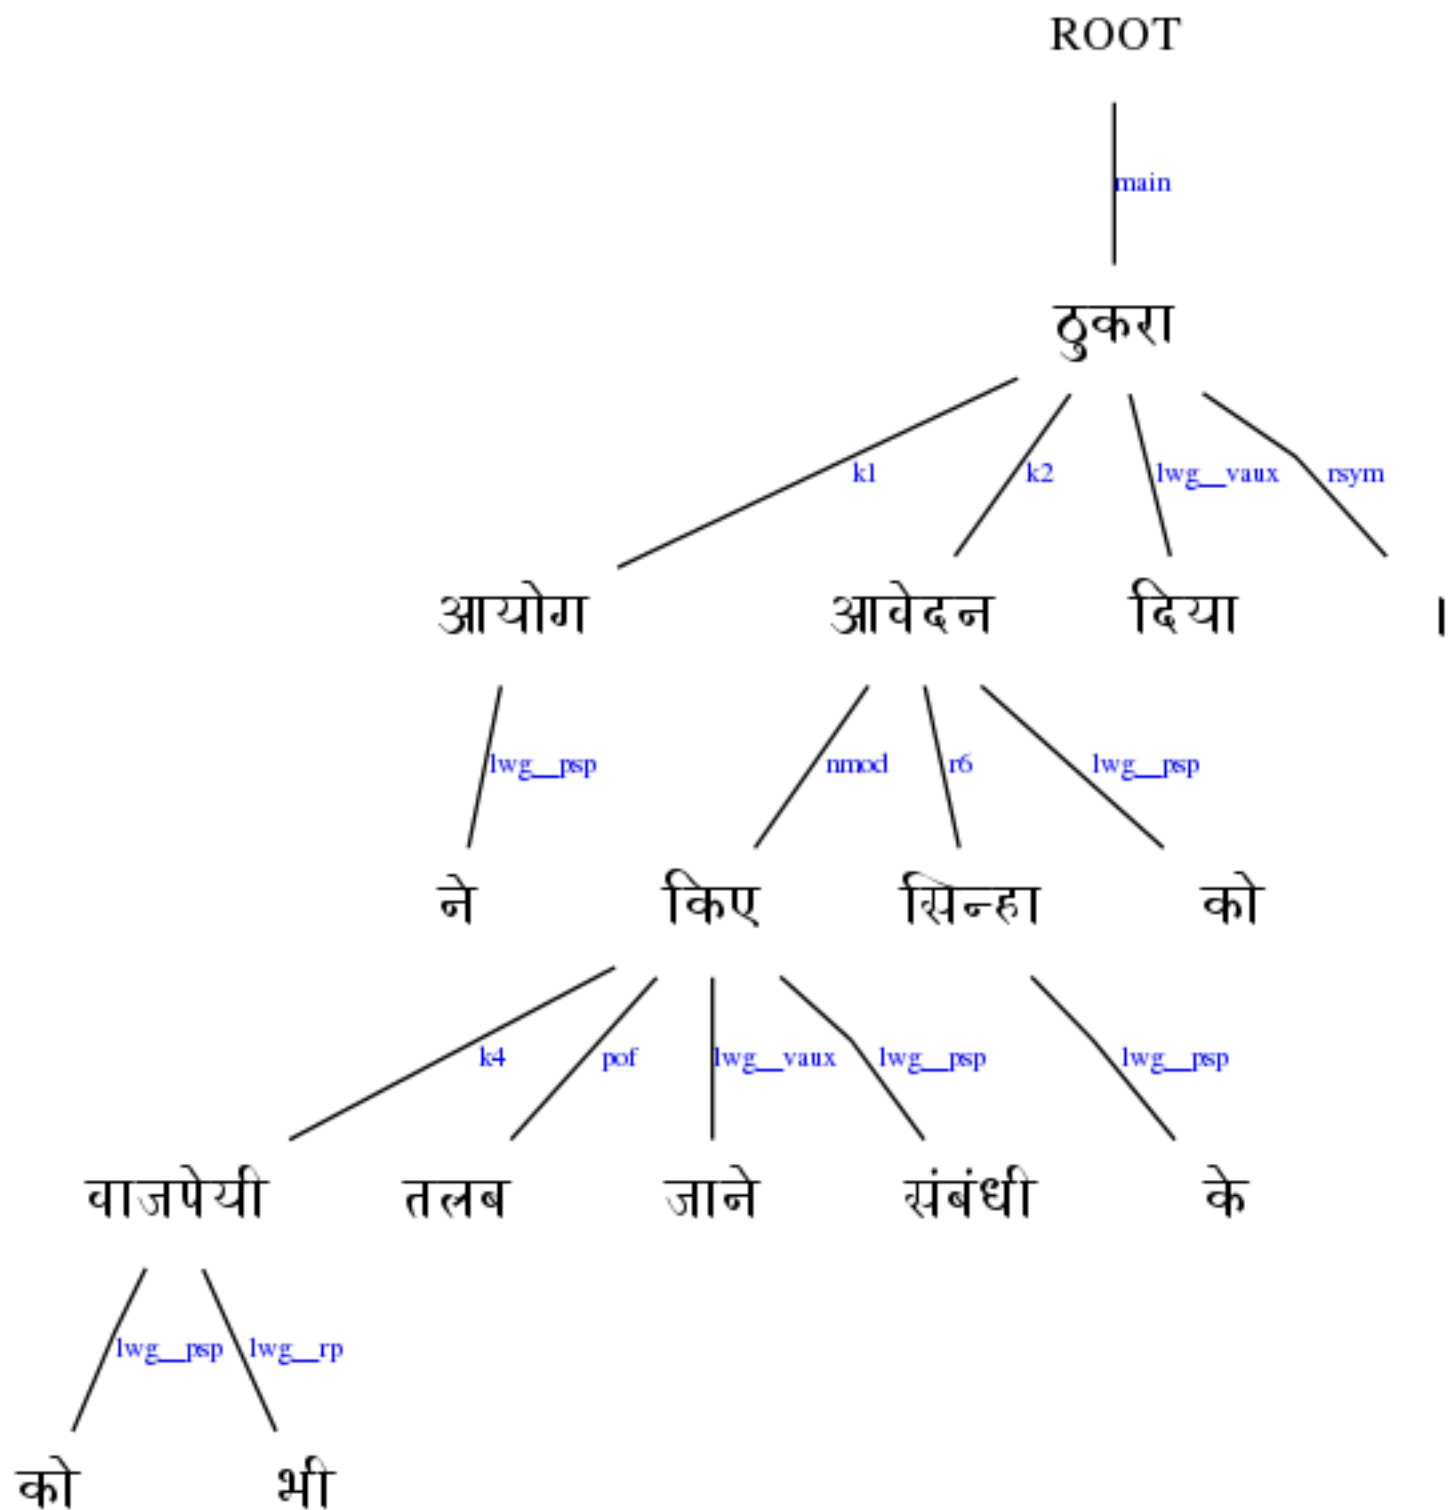 ROOT
main
ठुकरा
k1 k2 lwg__vaux rsym
आयोग आवेदन दिया ।
lwg__psp nmod r6 lwg__psp
ने किए सिन्हा को
k4 pof lwg__vaux lwg__psp lwg__psp
वाजपेयी तलब जाने संबंधी के
lwg__psp lwg__rp
को भी